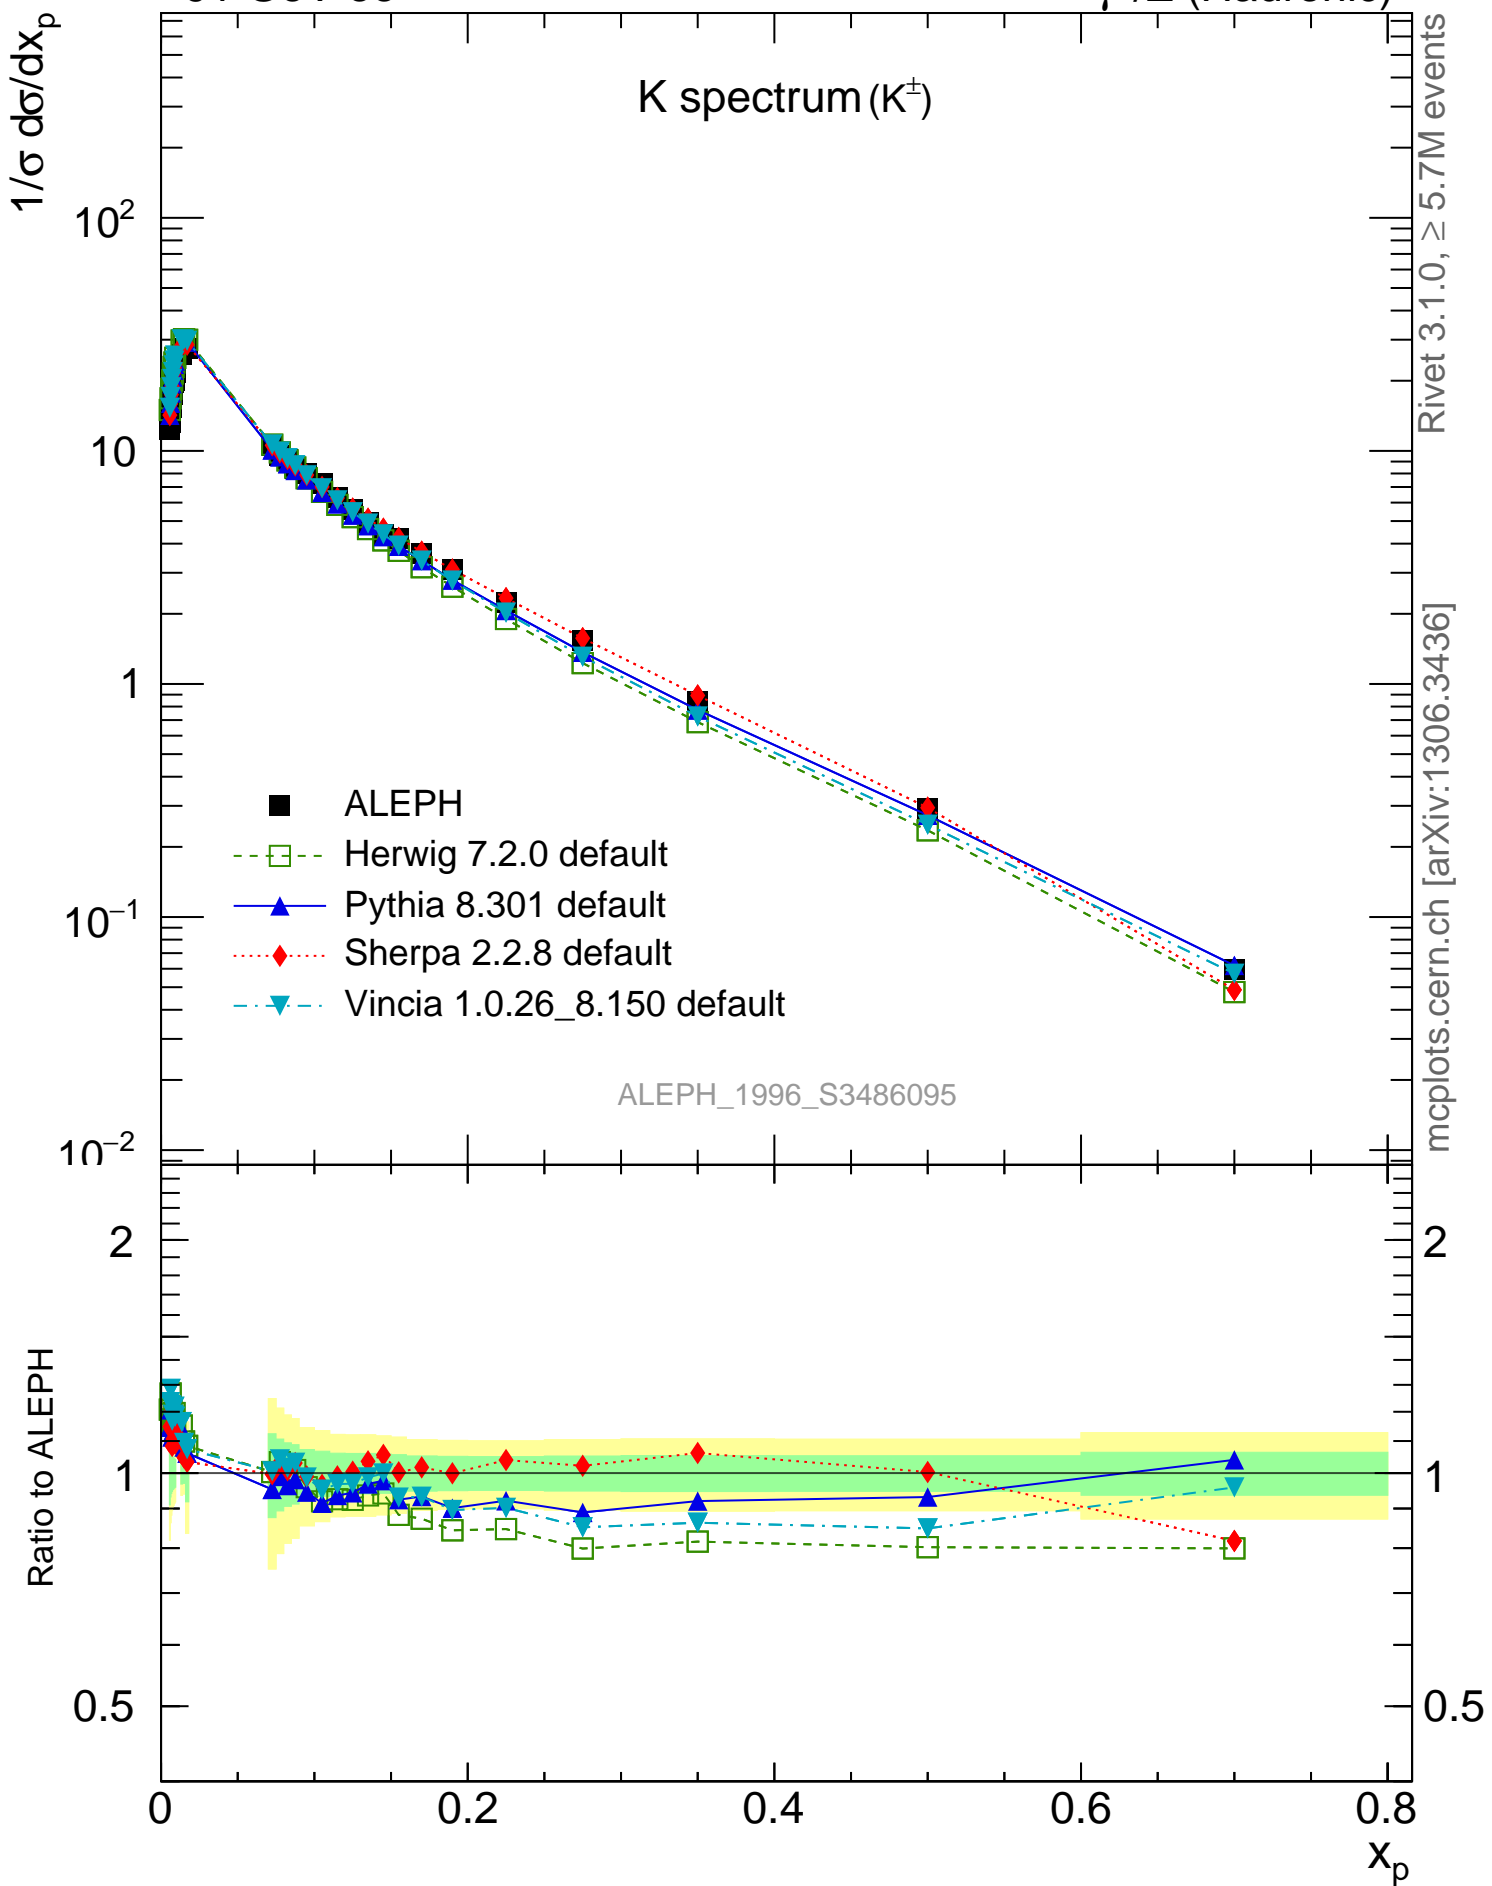 1/σ dσ/dx_p
K spectrum (K^±)
10^2
10
1
10^−1
10^−2
ALEPH
Herwig 7.2.0 default
Pythia 8.301 default
Sherpa 2.2.8 default
Vincia 1.0.26_8.150 default
ALEPH_1996_S3486095
Rivet 3.1.0, ≥ 5.7M events
mcplots.cern.ch [arXiv:1306.3436]
Ratio to ALEPH
2
1
0.5
2
1
0.5
0
0.2
0.4
0.6
0.8
x_p